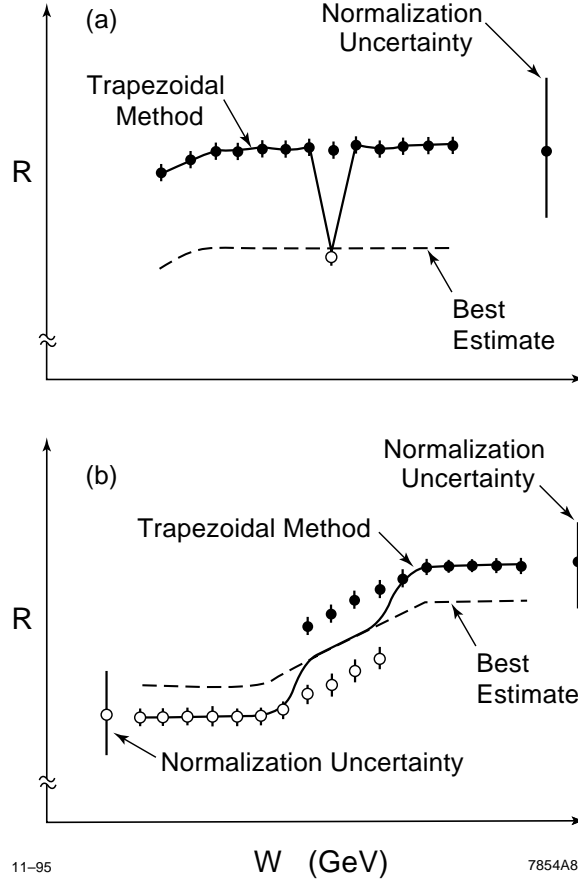 (a)
Normalization
Uncertainty
Trapezoidal
Method
R
Best
Estimate
(b)
Normalization
Uncertainty
Trapezoidal Method
R
Best
Estimate
Normalization Uncertainty
11–95
W (GeV)
7854A8